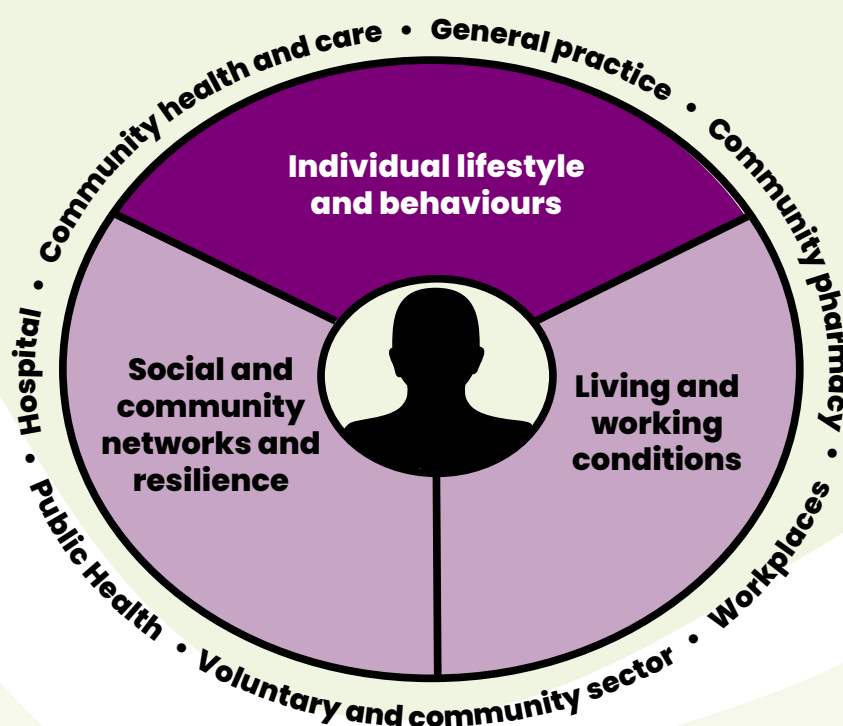 Community health and care • General practice • Community pharmacy • Workplaces • Voluntary and community sector • Public Health • Hospital •
Individual lifestyle
and behaviours
Social and
community
networks and
resilience
Living and
working
conditions